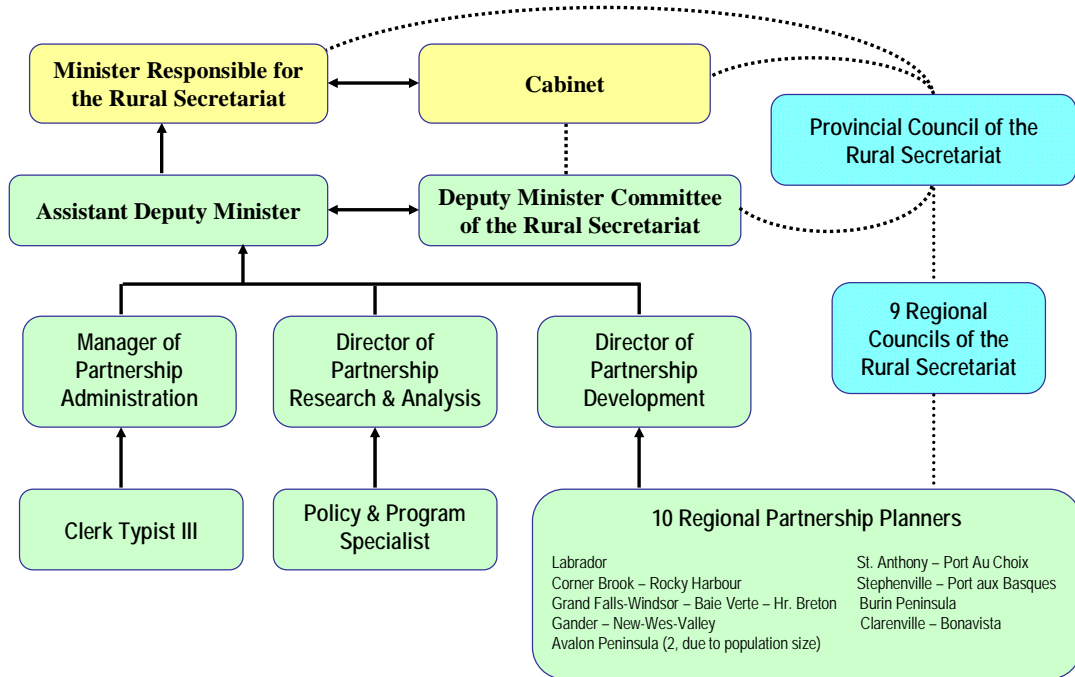 Minister Responsible for
the Rural Secretariat
Cabinet
Provincial Council of the
Rural Secretariat
Assistant Deputy Minister
Deputy Minister Committee
of the Rural Secretariat
9 Regional
Councils of the
Rural Secretariat
Manager of
Partnership
Administration
Director of
Partnership
Research & Analysis
Director of
Partnership
Development
Clerk Typist III
Policy & Program
Specialist
10 Regional Partnership Planners
Labrador
Corner Brook – Rocky Harbour
Grand Falls-Windsor – Baie Verte – Hr. Breton
Gander – New-Wes-Valley
Avalon Peninsula (2, due to population size)
St. Anthony – Port Au Choix
Stephenville – Port aux Basques
Burin Peninsula
Clarenville – Bonavista